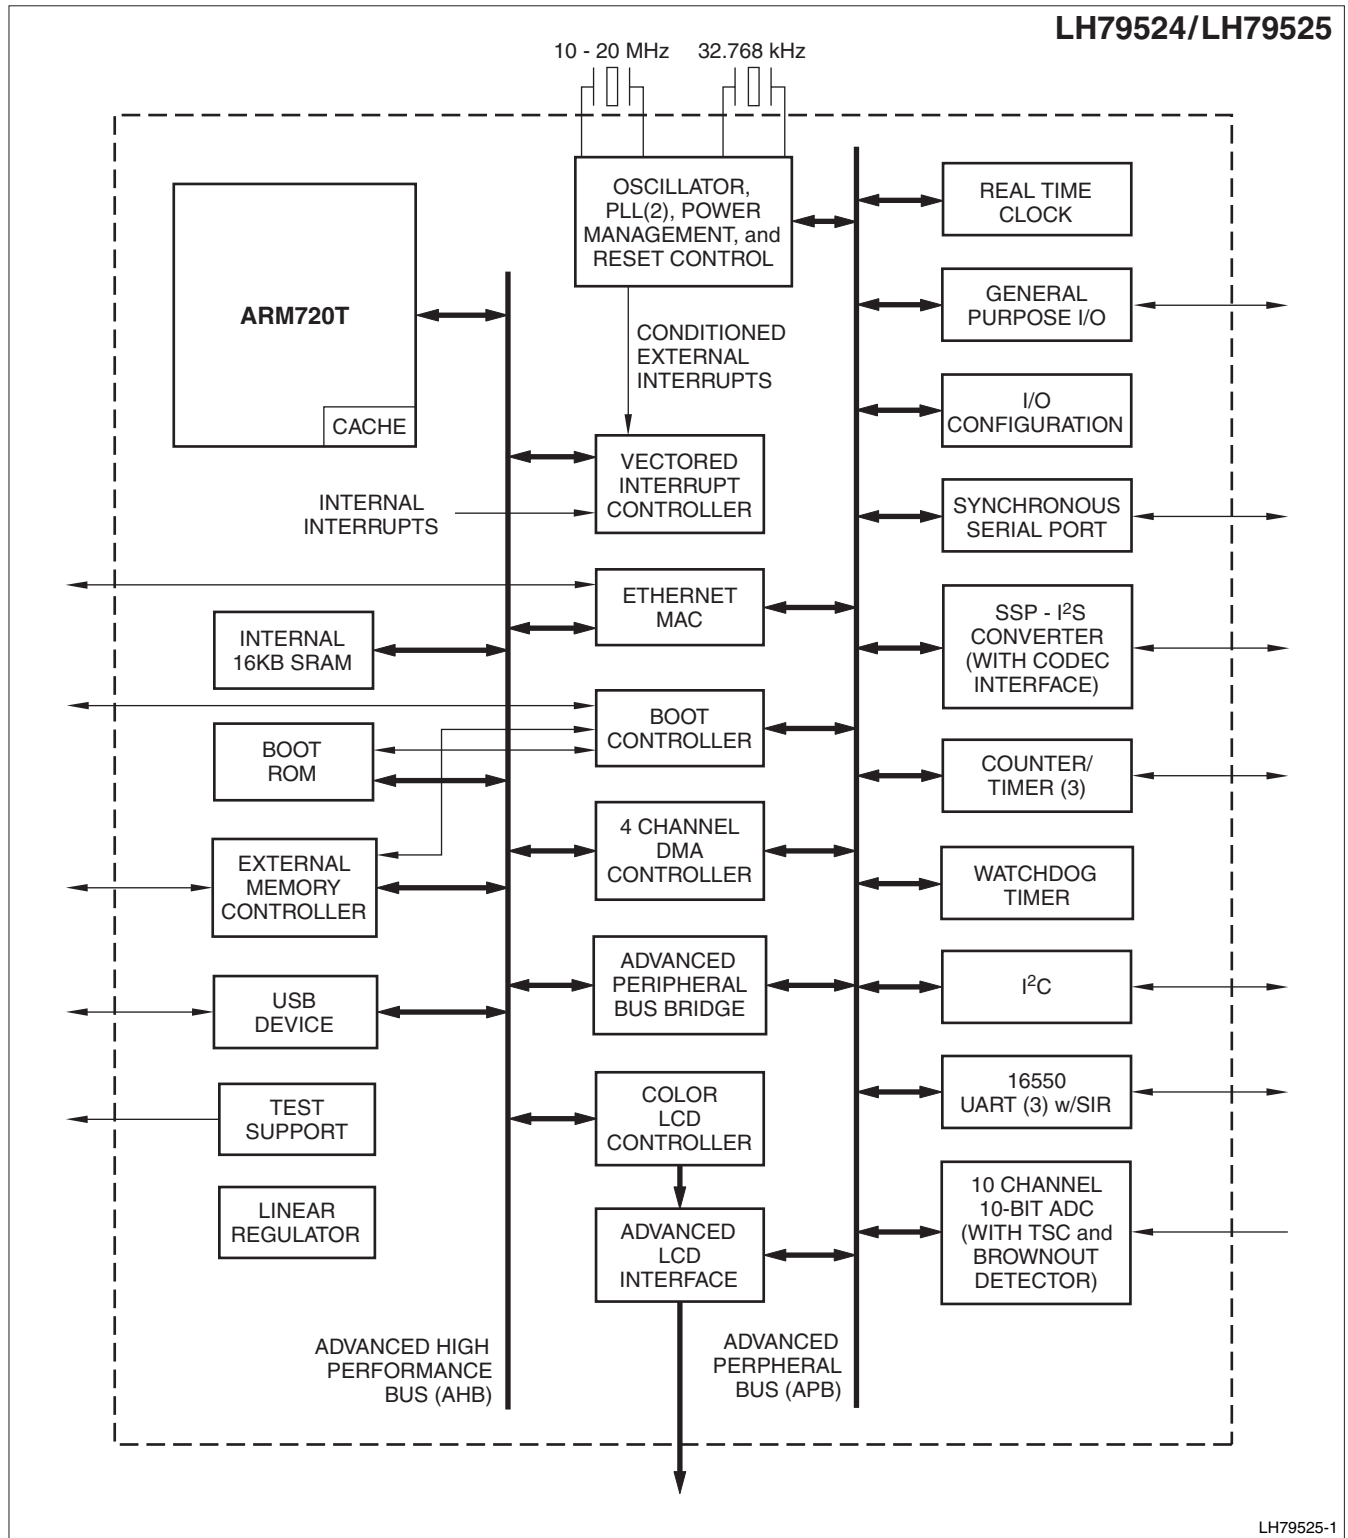 LH79524/LH79525
10 - 20 MHz
32.768 kHz
OSCILLATOR,
PLL(2), POWER
MANAGEMENT, and
RESET CONTROL
REAL TIME
CLOCK
ARM720T
CACHE
GENERAL
PURPOSE I/O
CONDITIONED
EXTERNAL
INTERRUPTS
I/O
CONFIGURATION
VECTORED
INTERRUPT
CONTROLLER
INTERNAL
INTERRUPTS
SYNCHRONOUS
SERIAL PORT
ETHERNET
MAC
INTERNAL
16KB SRAM
SSP - I²S
CONVERTER
(WITH CODEC
INTERFACE)
BOOT
CONTROLLER
BOOT
ROM
COUNTER/
TIMER (3)
4 CHANNEL
DMA
CONTROLLER
EXTERNAL
MEMORY
CONTROLLER
WATCHDOG
TIMER
ADVANCED
PERIPHERAL
BUS BRIDGE
I²C
USB
DEVICE
COLOR
LCD
CONTROLLER
16550
UART (3) w/SIR
TEST
SUPPORT
LINEAR
REGULATOR
ADVANCED
LCD
INTERFACE
10 CHANNEL
10-BIT ADC
(WITH TSC and
BROWNOUT
DETECTOR)
ADVANCED HIGH
PERFORMANCE
BUS (AHB)
ADVANCED
PERPHERAL
BUS (APB)
LH79525-1